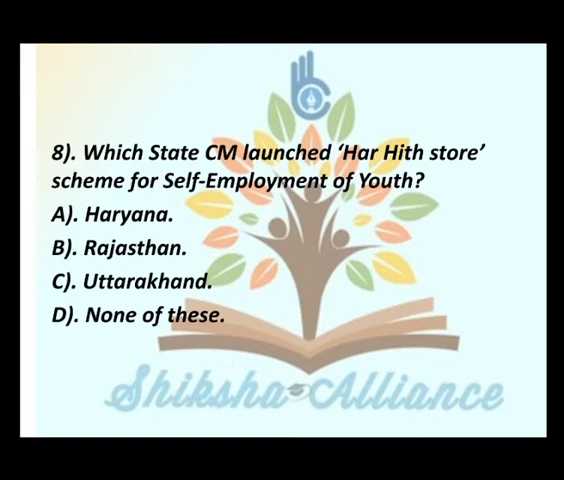 8). Which State CM launched ‘Har Hith store’
scheme for Self-Employment of Youth?
A). Haryana.
B). Rajasthan.
C). Uttarakhand.
D). None of these.
Shiksha Alliance